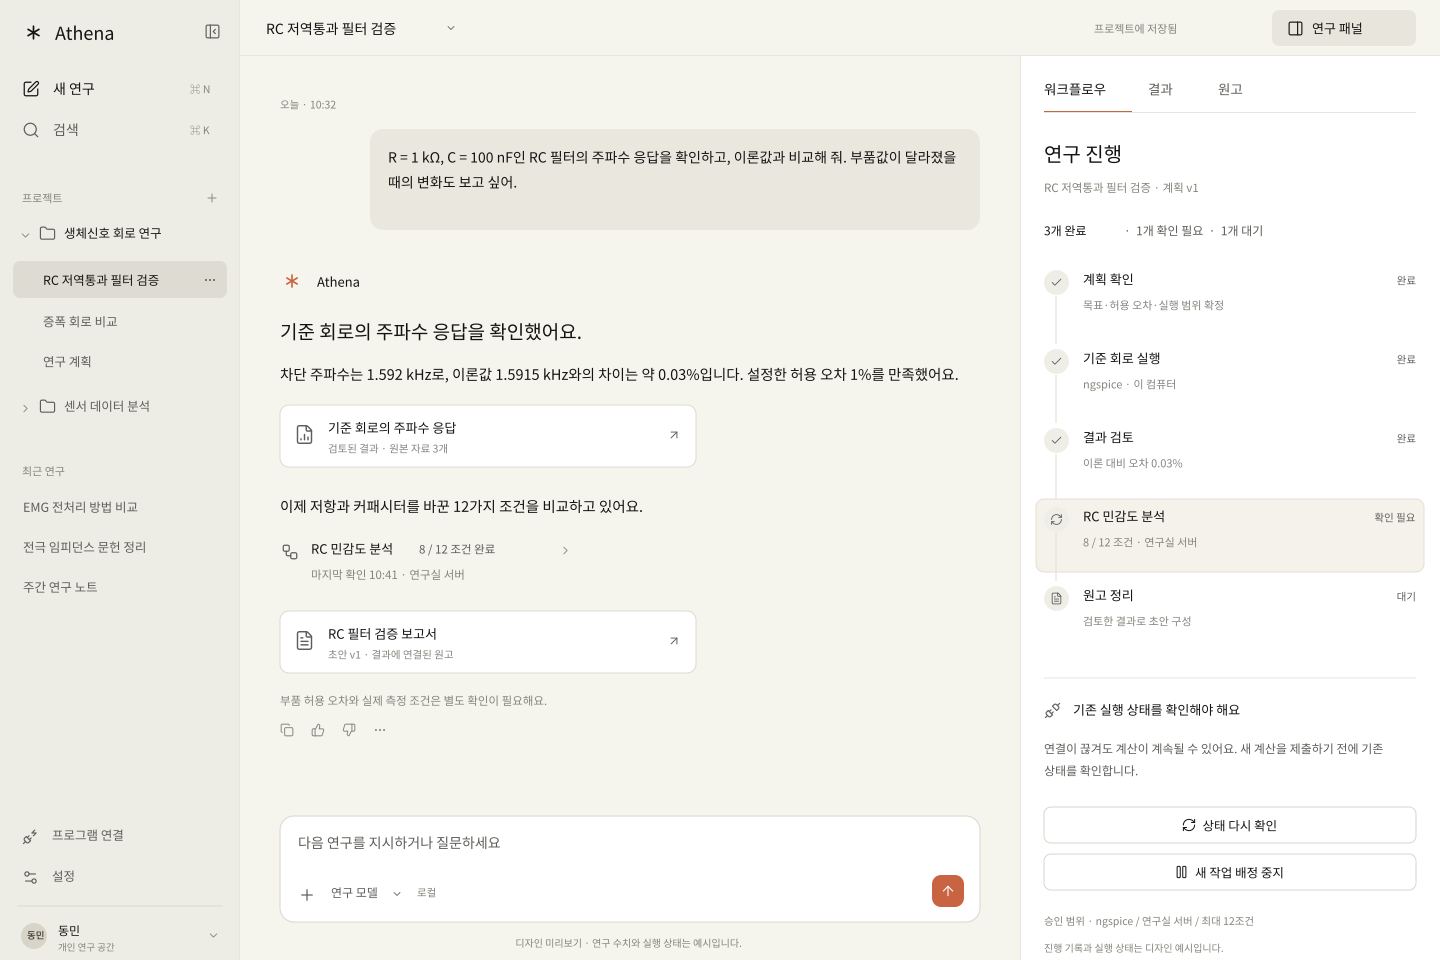 Athena
새 연구
⌘ N
검색
⌘ K
프로젝트
생체신호 회로 연구
RC 저역통과 필터 검증
증폭 회로 비교
연구 계획
센서 데이터 분석
최근 연구
EMG 전처리 방법 비교
전극 임피던스 문헌 정리
주간 연구 노트
프로그램 연결
설정
동민
동민
개인 연구 공간
RC 저역통과 필터 검증
프로젝트에 저장됨
연구 패널
오늘 · 10:32
R = 1 kΩ, C = 100 nF인 RC 필터의 주파수 응답을 확인하고, 이론값과 비교해 줘. 부품값이 달라졌을
때의 변화도 보고 싶어.
Athena
기준 회로의 주파수 응답을 확인했어요.
차단 주파수는 1.592 kHz로, 이론값 1.5915 kHz와의 차이는 약 0.03%입니다. 설정한 허용 오차 1%를 만족했어요.
기준 회로의 주파수 응답
검토된 결과 · 원본 자료 3개
이제 저항과 커패시터를 바꾼 12가지 조건을 비교하고 있어요.
RC 민감도 분석
8 / 12 조건 완료
마지막 확인 10:41 · 연구실 서버
RC 필터 검증 보고서
초안 v1 · 결과에 연결된 원고
부품 허용 오차와 실제 측정 조건은 별도 확인이 필요해요.
다음 연구를 지시하거나 질문하세요
연구 모델
로컬
디자인 미리보기 · 연구 수치와 실행 상태는 예시입니다.
워크플로우
결과
원고
연구 진행
RC 저역통과 필터 검증 · 계획 v1
3개 완료 · 1개 확인 필요 · 1개 대기
계획 확인
완료
목표·허용 오차·실행 범위 확정
기준 회로 실행
완료
ngspice · 이 컴퓨터
결과 검토
완료
이론 대비 오차 0.03%
RC 민감도 분석
확인 필요
8 / 12 조건 · 연구실 서버
원고 정리
대기
검토한 결과로 초안 구성
기존 실행 상태를 확인해야 해요
연결이 끊겨도 계산이 계속될 수 있어요. 새 계산을 제출하기 전에 기존
상태를 확인합니다.
상태 다시 확인
새 작업 배정 중지
승인 범위 · ngspice / 연구실 서버 / 최대 12조건
진행 기록과 실행 상태는 디자인 예시입니다.